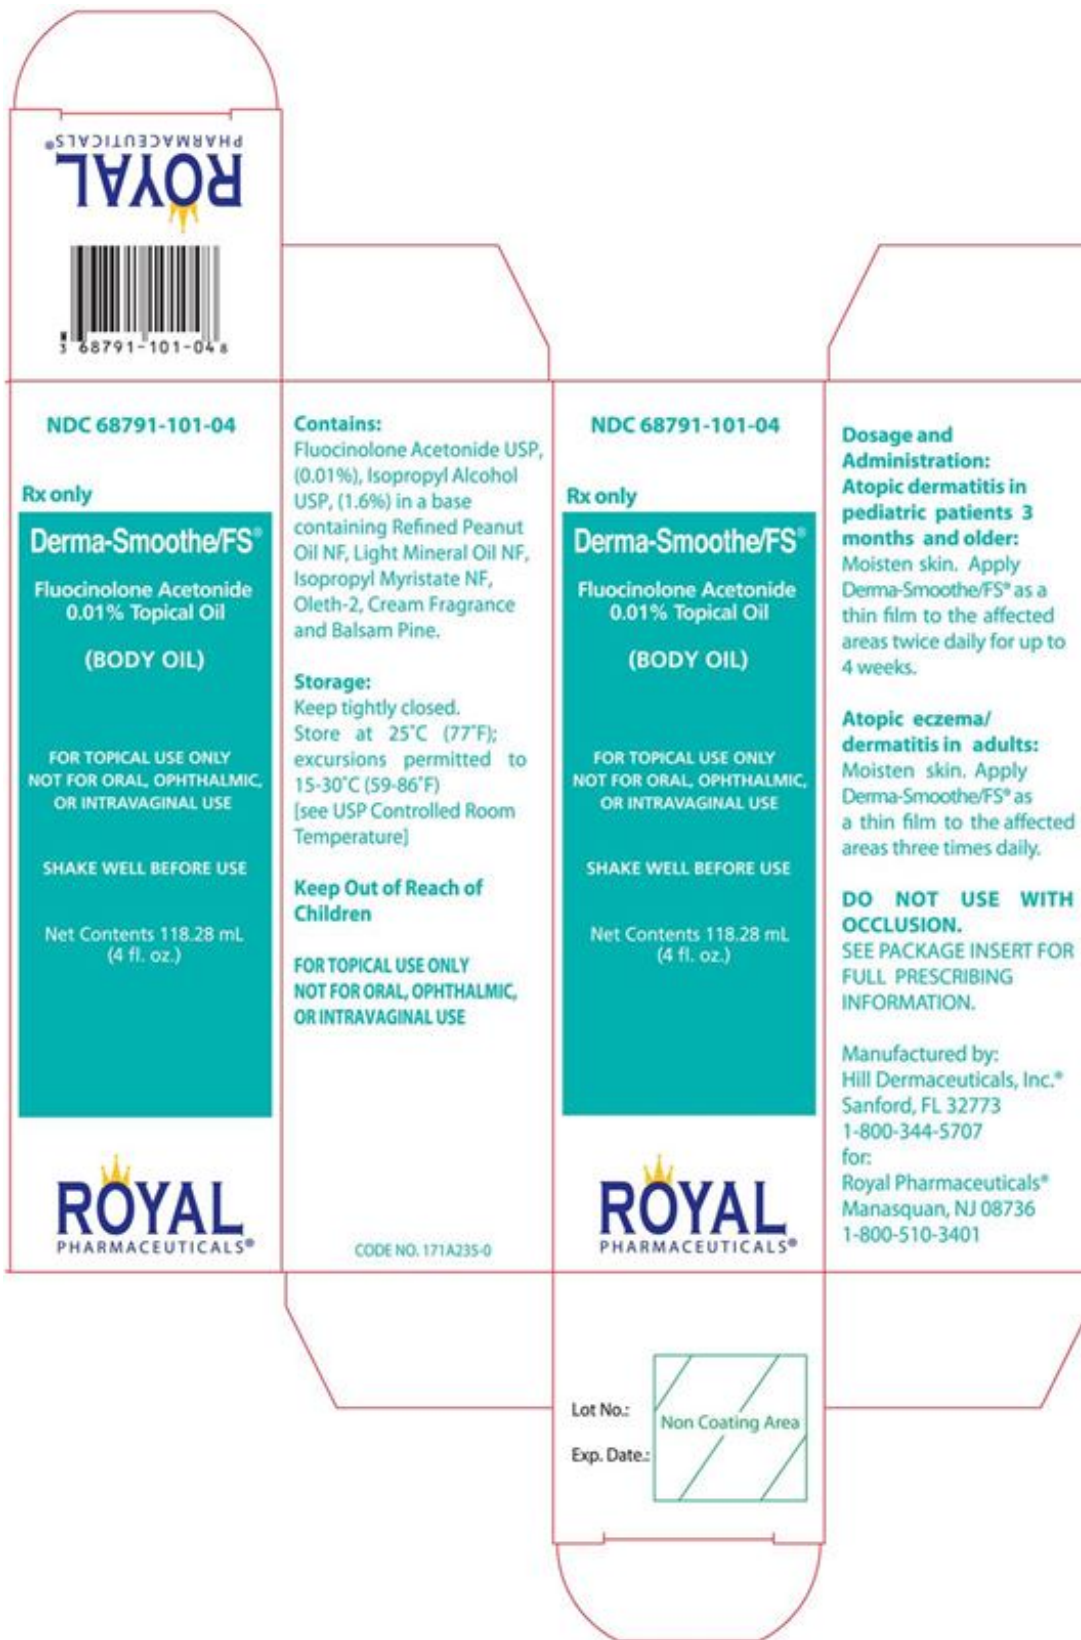 ROYAL
PHARMACEUTICALS®
N
3 68791-101-04 8
NDC 68791-101-04
Rx only
Derma-Smoothe/FS®
Fluocinolone Acetonide
0.01% Topical Oil
(BODY OIL)
FOR TOPICAL USE ONLY
NOT FOR ORAL, OPHTHALMIC,
OR INTRAVAGINAL USE
SHAKE WELL BEFORE USE
Net Contents 118.28 mL
(4 fl. oz.)
ROYAL
PHARMACEUTICALS®
Contains:
Fluocinolone Acetonide USP,
(0.01%), Isopropyl Alcohol
USP, (1.6%) in a base
containing Refined Peanut
Oil NF, Light Mineral Oil NF,
Isopropyl Myristate NF,
Oleth-2, Cream Fragrance
and Balsam Pine.
Storage:
Keep tightly closed.
Store at 25˚C (77˚F);
excursions permitted to
15-30˚C (59-86˚F)
[see USP Controlled Room
Temperature]
Keep Out of Reach of
Children
FOR TOPICAL USE ONLY
NOT FOR ORAL, OPHTHALMIC,
OR INTRAVAGINAL USE
CODE NO. 171A235-0
NDC 68791-101-04
Rx only
Derma-Smoothe/FS®
Fluocinolone Acetonide
0.01% Topical Oil
(BODY OIL)
FOR TOPICAL USE ONLY
NOT FOR ORAL, OPHTHALMIC,
OR INTRAVAGINAL USE
SHAKE WELL BEFORE USE
Net Contents 118.28 mL
(4 fl. oz.)
ROYAL
PHARMACEUTICALS®
Dosage and
Administration:
Atopic dermatitis in
pediatric patients 3
months and older:
Moisten skin. Apply
Derma-Smoothe/FS® as a
thin film to the affected
areas twice daily for up to
4 weeks.
Atopic eczema/
dermatitis in adults:
Moisten skin. Apply
Derma-Smoothe/FS® as
a thin film to the affected
areas three times daily.
DO NOT USE WITH
OCCLUSION.
SEE PACKAGE INSERT FOR
FULL PRESCRIBING
INFORMATION.
Manufactured by:
Hill Dermaceuticals, Inc.®
Sanford, FL 32773
1-800-344-5707
for:
Royal Pharmaceuticals®
Manasquan, NJ 08736
1-800-510-3401
Lot No.:
Exp. Date.:
Non Coating Area